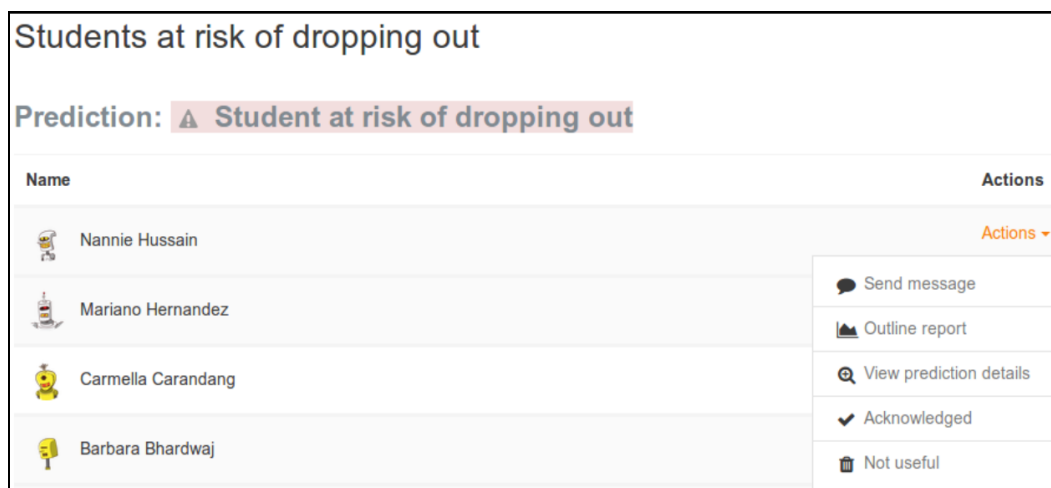 Students at risk of dropping out
Prediction: Student at risk of dropping out
Name Actions
Nannie Hussain Actions
Send message
Mariano Hernandez
Outline report
Carmella Carandang
View prediction details
Acknowledged
Barbara Bhardwaj
Not useful